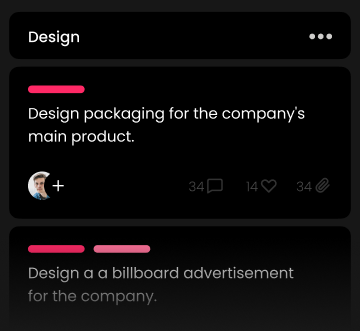 Design
Design packaging for the company's
main product.
34 14 34
Design a a billboard advertisement
for the company.